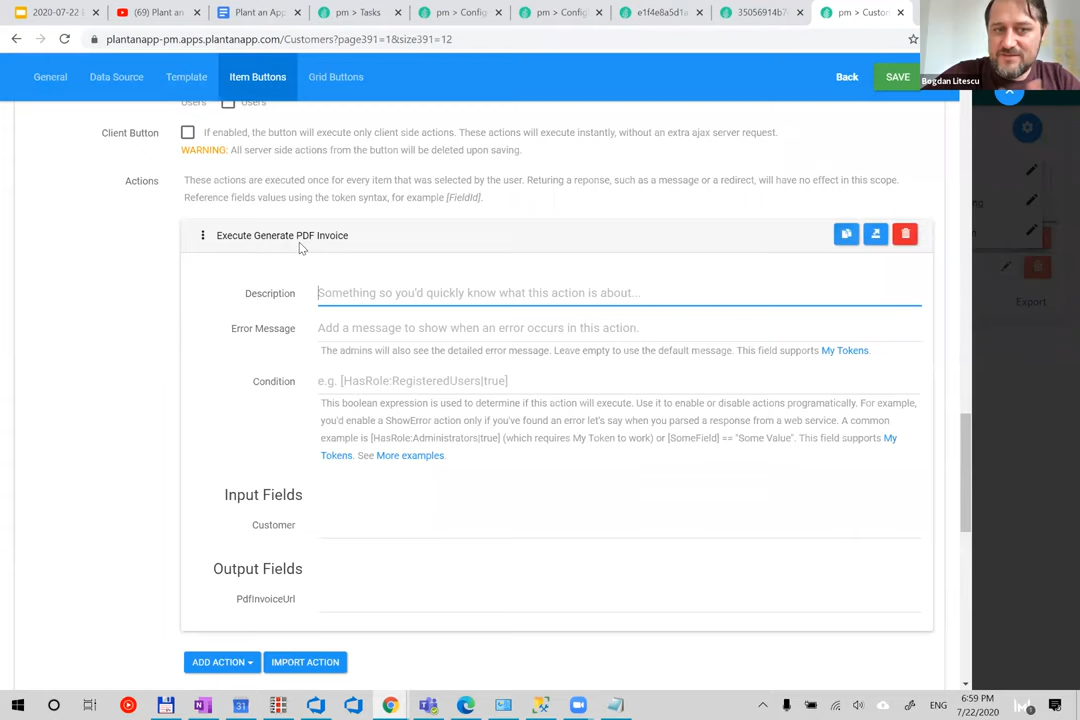 2020-07-22 L
(69) Plant an
Plant an App
pm > Tasks
pm > Config
pm > Config
e1f4e8a5d1a
35056914b7
pm > Custo
plantanapp-pm.apps.plantanapp.com/Customers?page391=1&size391=12
Bogdan Litescu
General
Data Source
Template
Item Buttons
Grid Buttons
Back
SAVE
Users
Users
Client Button
If enabled, the button will execute only client side actions. These actions will execute instantly, without an extra ajax server request.
WARNING: All server side actions from the button will be deleted upon saving.
Actions
These actions are executed once for every item that was selected by the user. Returing a reponse, such as a message or a redirect, will have no effect in this scope.
Reference fields values using the token syntax, for example [FieldId].
Execute Generate PDF Invoice
Description
Something so you'd quickly know what this action is about...
Error Message
Add a message to show when an error occurs in this action.
The admins will also see the detailed error message. Leave empty to use the default message. This field supports My Tokens.
Condition
e.g. [HasRole:RegisteredUsers|true]
This boolean expression is used to determine if this action will execute. Use it to enable or disable actions programatically. For example,
you'd enable a ShowError action only if you've found an error let's say when you parsed a response from a web service. A common
example is [HasRole:Administrators|true] (which requires My Token to work) or [SomeField] == "Some Value". This field supports My
Tokens. See More examples.
Input Fields
Customer
Output Fields
PdfInvoiceUrl
ADD ACTION
IMPORT ACTION
Export
ENG
6:59 PM
7/22/2020